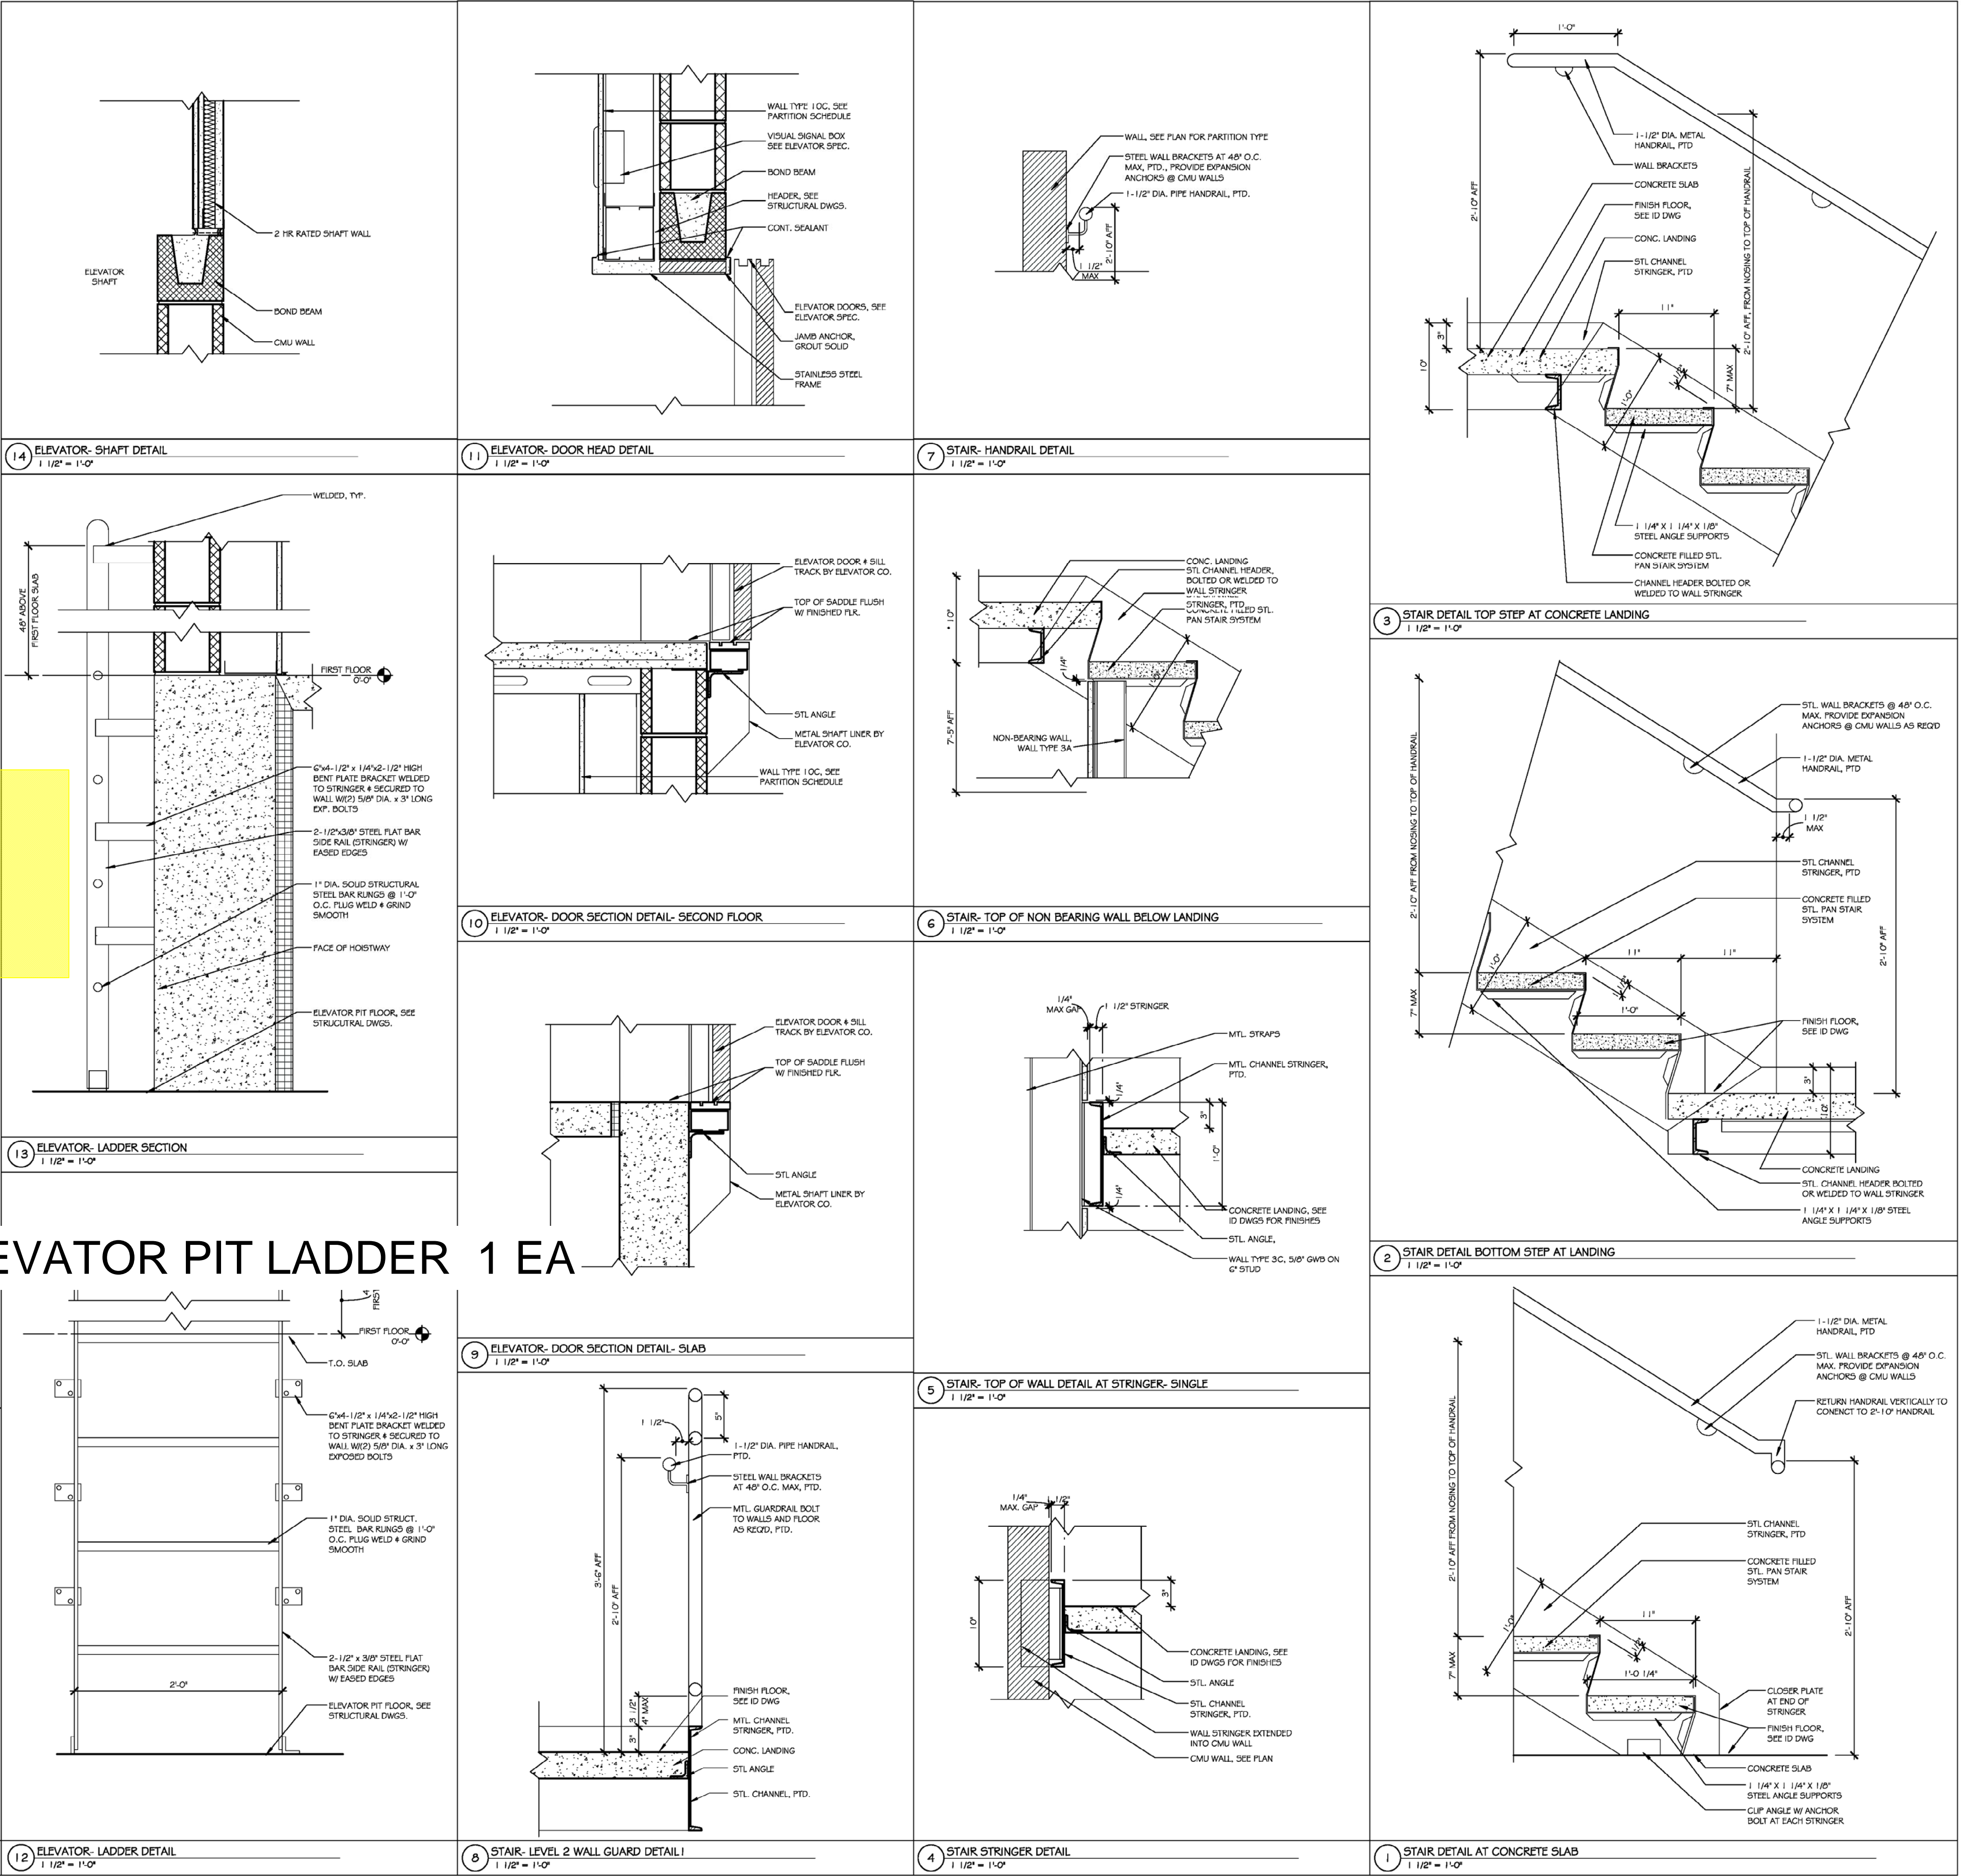 ELEVATOR
SHAFT
2 HR RATED SHAFT WALL
BOND BEAM
CMU WALL
14 ELEVATOR- SHAFT DETAIL
1 1/2" = 1'-0"
WALL TYPE 10C, SEE
PARTITION SCHEDULE
VISUAL SIGNAL BOX
SEE ELEVATOR SPEC.
BOND BEAM
HEADER, SEE
STRUCTURAL DWGS.
CONT. SEALANT
ELEVATOR DOORS, SEE
ELEVATOR SPEC.
JAMB ANCHOR,
GROUT SOLID
STAINLESS STEEL
FRAME
11 ELEVATOR- DOOR HEAD DETAIL
1 1/2" = 1'-0"
WALL, SEE PLAN FOR PARTITION TYPE
STEEL WALL BRACKETS AT 48" O.C.
MAX, PTD., PROVIDE EXPANSION
ANCHORS @ CMU WALLS
1-1/2" DIA. PIPE HANDRAIL, PTD.
2'-10" AFF
1 1/2"
MAX
7 STAIR- HANDRAIL DETAIL
1 1/2" = 1'-0"
1'-0"
2'-10" AFF
1-1/2" DIA. METAL
HANDRAIL, PTD
WALL BRACKETS
CONCRETE SLAB
FINISH FLOOR,
SEE ID DWG
CONC. LANDING
STL CHANNEL
STRINGER, PTD
2'-10" AFF, FROM NOSING TO TOP OF HANDRAIL
11"
3"
10"
1'-0"
1 1/2"
7" MAX
1 1/4" X 1 1/4" X 1/8"
STEEL ANGLE SUPPORTS
CONCRETE FILLED STL.
PAN STAIR SYSTEM
CHANNEL HEADER BOLTED OR
WELDED TO WALL STRINGER
3 STAIR DETAIL TOP STEP AT CONCRETE LANDING
1 1/2" = 1'-0"
WELDED, TYP.
48" ABOVE
FIRST FLOOR SLAB
FIRST FLOOR
0'-0"
6"x4-1/2" x 1/4"x2-1/2" HIGH
BENT PLATE BRACKET WELDED
TO STRINGER & SECURED TO
WALL W/(2) 5/8" DIA. x 3" LONG
EXP. BOLTS
2-1/2"x3/8" STEEL FLAT BAR
SIDE RAIL (STRINGER) W/
EASED EDGES
1" DIA. SOLID STRUCTURAL
STEEL BAR RUNGS @ 1'-0"
O.C. PLUG WELD & GRIND
SMOOTH
FACE OF HOISTWAY
ELEVATOR PIT FLOOR, SEE
STRUCUTRAL DWGS.
13 ELEVATOR- LADDER SECTION
1 1/2" = 1'-0"
ELEVATOR DOOR & SILL
TRACK BY ELEVATOR CO.
TOP OF SADDLE FLUSH
W/ FINISHED FLR.
STL ANGLE
METAL SHAFT LINER BY
ELEVATOR CO.
WALL TYPE 10C, SEE
PARTITION SCHEDULE
10 ELEVATOR- DOOR SECTION DETAIL- SECOND FLOOR
1 1/2" = 1'-0"
CONC. LANDING
STL CHANNEL HEADER,
BOLTED OR WELDED TO
WALL STRINGER
STRINGER, PTD
PAN STAIR SYSTEM
10"
1/4"
1'-0"
7'-5" AFF
NON-BEARING WALL,
WALL TYPE 3A
6 STAIR- TOP OF NON BEARING WALL BELOW LANDING
1 1/2" = 1'-0"
STL. WALL BRACKETS @ 48" O.C.
MAX. PROVIDE EXPANSION
ANCHORS @ CMU WALLS AS REQ'D
1-1/2" DIA. METAL
HANDRAIL, PTD
1 1/2"
MAX
2'-10" AFF FROM NOSING TO TOP OF HANDRAIL
STL CHANNEL
STRINGER, PTD
CONCRETE FILLED
STL. PAN STAIR
SYSTEM
2'-10" AFF
11"
11"
1'-0"
1 1/2"
7" MAX
1'-0"
FINISH FLOOR,
SEE ID DWG
3"
10"
CONCRETE LANDING
STL. CHANNEL HEADER BOLTED
OR WELDED TO WALL STRINGER
1 1/4" X 1 1/4" X 1/8" STEEL
ANGLE SUPPORTS
2 STAIR DETAIL BOTTOM STEP AT LANDING
1 1/2" = 1'-0"
ELEVATOR DOOR & SILL
TRACK BY ELEVATOR CO.
TOP OF SADDLE FLUSH
W/ FINISHED FLR.
STL ANGLE
METAL SHAFT LINER BY
ELEVATOR CO.
9 ELEVATOR- DOOR SECTION DETAIL- SLAB
1 1/2" = 1'-0"
1/4"
MAX GAP
1 1/2" STRINGER
MTL. STRAPS
MTL. CHANNEL STRINGER,
PTD.
1/4"
3"
1'-0"
1/4"
CONCRETE LANDING, SEE
ID DWGS FOR FINISHES
STL. ANGLE,
WALL TYPE 3C, 5/8" GWB ON
6" STUD
5 STAIR- TOP OF WALL DETAIL AT STRINGER- SINGLE
1 1/2" = 1'-0"
EVATOR PIT LADDER 1 EA
FIRST
FIRST FLOOR
0'-0"
T.O. SLAB
6"x4-1/2" x 1/4"x2-1/2" HIGH
BENT PLATE BRACKET WELDED
TO STRINGER & SECURED TO
WALL W/(2) 5/8" DIA. x 3" LONG
EXPOSED BOLTS
1" DIA. SOLID STRUCT.
STEEL BAR RUNGS @ 1'-0"
O.C. PLUG WELD & GRIND
SMOOTH
2-1/2" x 3/8" STEEL FLAT
BAR SIDE RAIL (STRINGER)
W/ EASED EDGES
2'-0"
ELEVATOR PIT FLOOR, SEE
STRUCTURAL DWGS.
12 ELEVATOR- LADDER DETAIL
1 1/2" = 1'-0"
5"
1 1/2"
1-1/2" DIA. PIPE HANDRAIL,
PTD.
STEEL WALL BRACKETS
AT 48" O.C. MAX, PTD.
MTL. GUARDRAIL BOLT
TO WALLS AND FLOOR
AS REQ'D, PTD.
3'-6" AFF
2'-10" AFF
3 1/2"
4" MAX
3"
FINISH FLOOR,
SEE ID DWG
MTL. CHANNEL
STRINGER, PTD.
CONC. LANDING
STL ANGLE
STL. CHANNEL, PTD.
8 STAIR- LEVEL 2 WALL GUARD DETAIL1
1 1/2" = 1'-0"
1/4"
MAX. GAP
1/2"
10"
3"
CONCRETE LANDING, SEE
ID DWGS FOR FINISHES
STL. ANGLE
STL. CHANNEL
STRINGER, PTD.
WALL STRINGER EXTENDED
INTO CMU WALL
CMU WALL, SEE PLAN
4 STAIR STRINGER DETAIL
1 1/2" = 1'-0"
1-1/2" DIA. METAL
HANDRAIL, PTD
STL. WALL BRACKETS @ 48" O.C.
MAX. PROVIDE EXPANSION
ANCHORS @ CMU WALLS
RETURN HANDRAIL VERTICALLY TO
CONENCT TO 2'-10" HANDRAIL
2'-10" AFF FROM NOSING TO TOP OF HANDRAIL
STL CHANNEL
STRINGER, PTD
CONCRETE FILLED
STL. PAN STAIR
SYSTEM
2'-10" AFF
11"
1'-0"
1 1/2"
7" MAX
1'-0 1/4"
CLOSER PLATE
AT END OF
STRINGER
FINISH FLOOR,
SEE ID DWG
CONCRETE SLAB
1 1/4" X 1 1/4" X 1/8"
STEEL ANGLE SUPPORTS
CLIP ANGLE W/ ANCHOR
BOLT AT EACH STRINGER
1 STAIR DETAIL AT CONCRETE SLAB
1 1/2" = 1'-0"